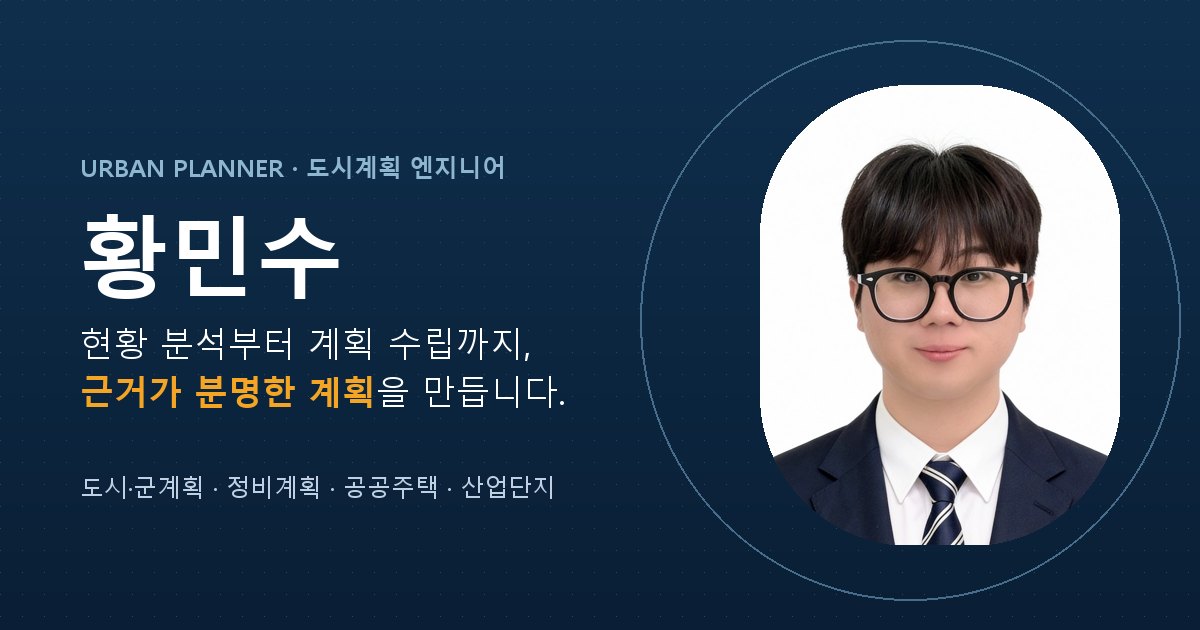 URBAN PLANNER · 도시계획 엔지니어
황민수
현황 분석부터 계획 수립까지,
근거가 분명한 계획을 만듭니다.
도시·군계획 · 정비계획 · 공공주택 · 산업단지